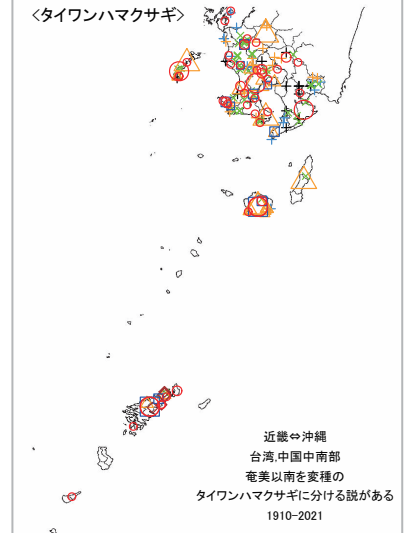 <タイワンハマクサギ>
近畿⇔沖縄
台湾,中国中南部
奄美以南を変種の
タイワンハマクサギに分ける説がある
1910-2021